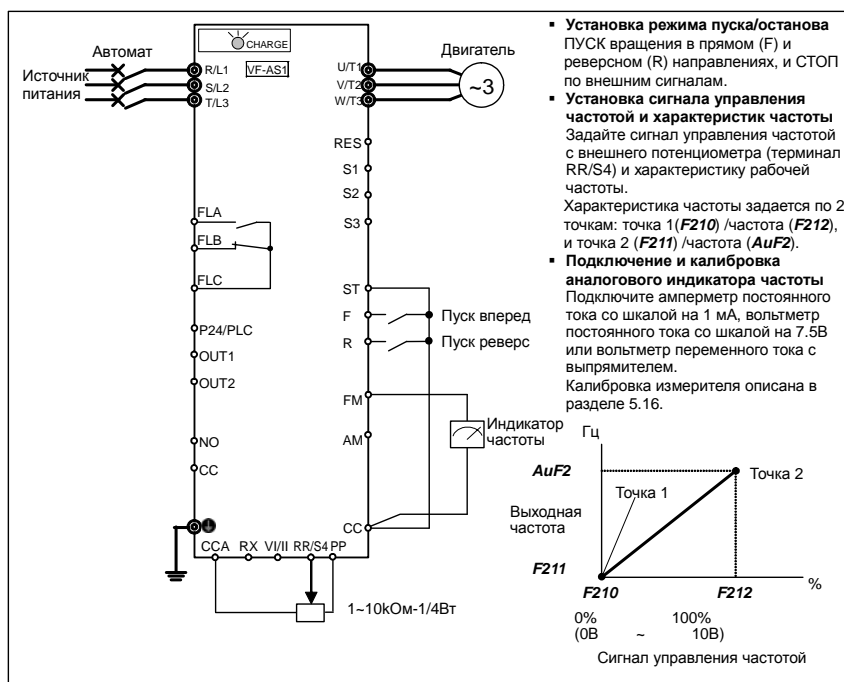 Автомат
Источник
питания
CHARGE
R/L1
S/L2
T/L3
VF-AS1
U/T1
V/T2
W/T3
Двигатель
~3
RES
S1
S2
S3
FLA
FLB
FLC
ST
F
Пуск вперед
R
Пуск реверс
P24/PLC
OUT1
OUT2
FM
Индикатор
частоты
AM
NO
CC
CC
CCA RX VI/II RR/S4 PP
1~10kОм-1/4Вт
▪ Установка режима пуска/останова
ПУСК вращения в прямом (F) и
реверсном (R) направлениях, и СТОП
по внешним сигналам.
▪ Установка сигнала управления
частотой и характеристик частоты
Задайте сигнал управления частотой
с внешнего потенциометра (терминал
RR/S4) и характеристику рабочей
частоты.
Характеристика частоты задается по 2
точкам: точка 1(F210) /частота (F212),
и точка 2 (F211) /частота (AuF2).
▪ Подключение и калибровка
аналогового индикатора частоты
Подключите амперметр постоянного
тока со шкалой на 1 мА, вольтметр
постоянного тока со шкалой на 7.5В
или вольтметр переменного тока с
выпрямителем.
Калибровка измерителя описана в
разделе 5.16.
Гц
AuF2
Точка 2
Точка 1
Выходная
частота
F211
F210
F212
%
0% 100%
(0В ~ 10В)
Сигнал управления частотой